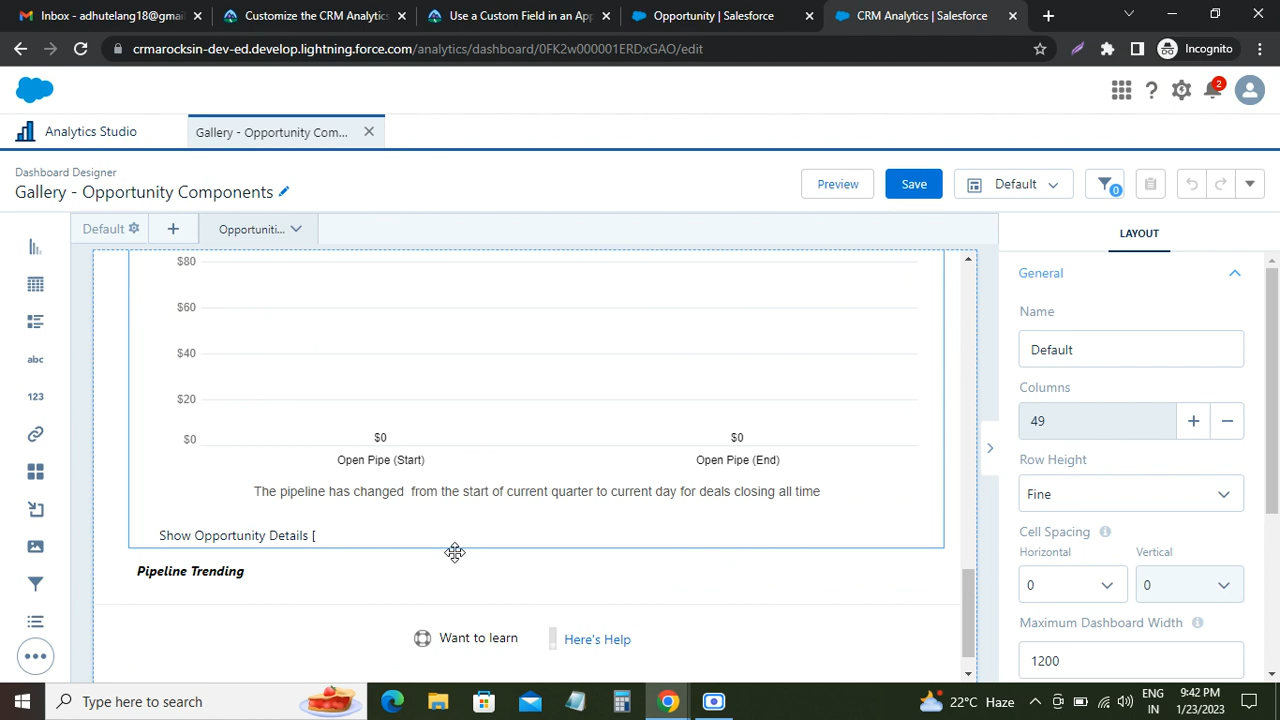 Inbox - adhutelang18@gmai
Customize the CRM Analytics
Use a Custom Field in an App
Opportunity | Salesforce
CRM Analytics | Salesforce
crmarocksin-dev-ed.develop.lightning.force.com/analytics/dashboard/0FK2w000001ERDxGAO/edit
Incognito
2
Analytics Studio
Gallery - Opportunity Com...
Dashboard Designer
Gallery - Opportunity Components
Preview
Save
Default
0
Default
Opportuniti...
LAYOUT
$80
$60
$40
$20
$0
$0
$0
Open Pipe (Start)
Open Pipe (End)
The pipeline has changed from the start of current quarter to current day for deals closing all time
Show Opportunity Details [
Pipeline Trending
Want to learn
Here's Help
abc
123
General
Name
Default
Columns
49
Row Height
Fine
Cell Spacing
Horizontal
Vertical
0
0
Maximum Dashboard Width
1200
Type here to search
22°C Haze
ENG
IN
9:42 PM
1/23/2023